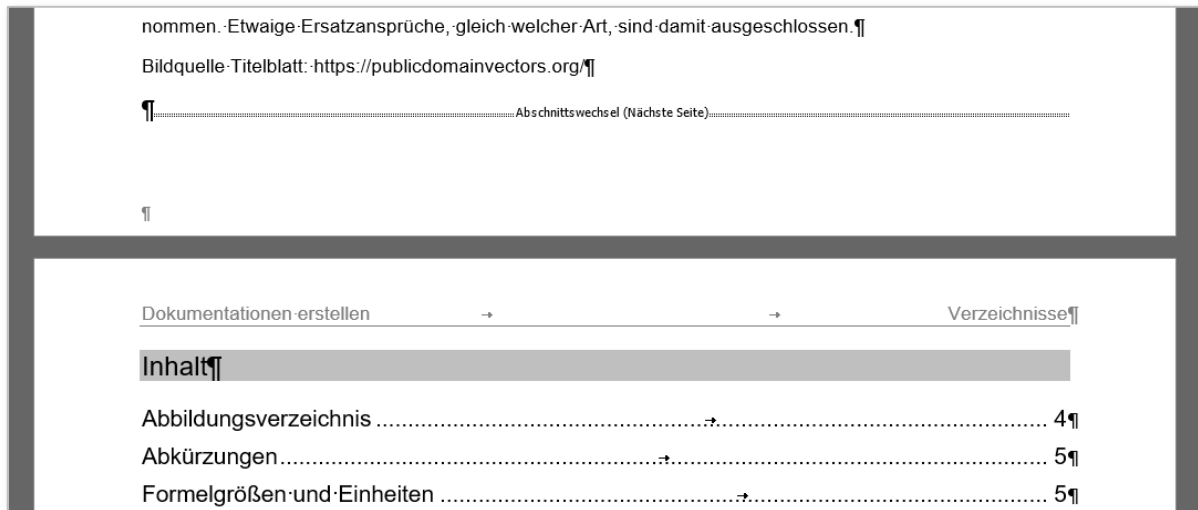 nommen.·Etwaige·Ersatzansprüche,·gleich·welcher·Art,·sind·damit·ausgeschlossen.¶
Bildquelle·Titelblatt:·https://publicdomainvectors.org/¶
¶Abschnittswechsel (Nächste Seite)
¶
Dokumentationen·erstellen → → Verzeichnisse¶
Inhalt¶
Abbildungsverzeichnis ..............→.............. 4¶
Abkürzungen..............→.............. 5¶
Formelgrößen·und·Einheiten ..............→.............. 5¶